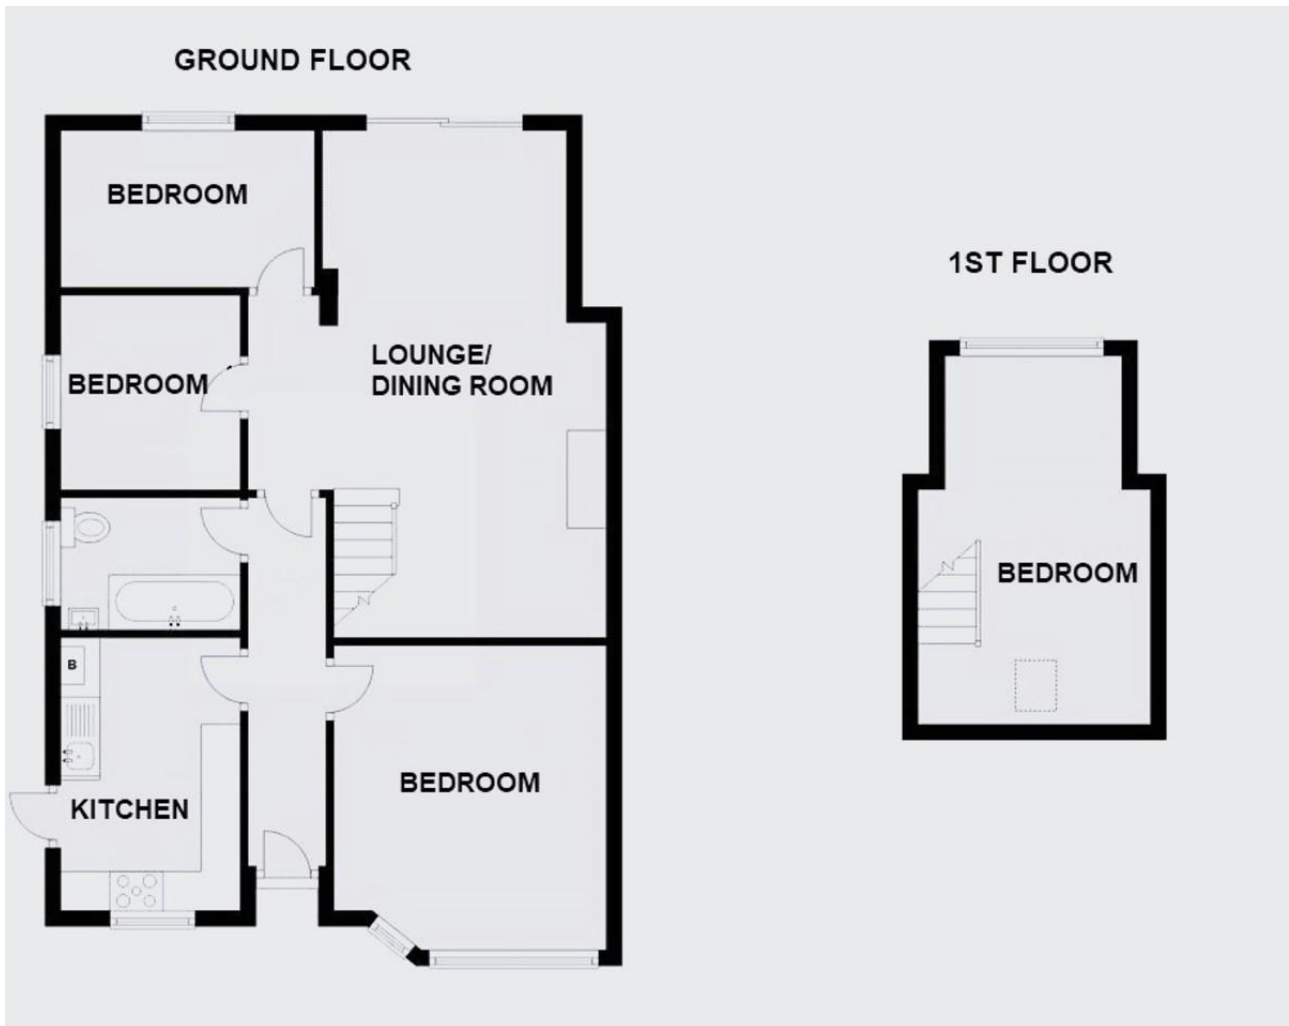 GROUND FLOOR
BEDROOM
BEDROOM
LOUNGE/
DINING ROOM
B
KITCHEN
BEDROOM
1ST FLOOR
BEDROOM